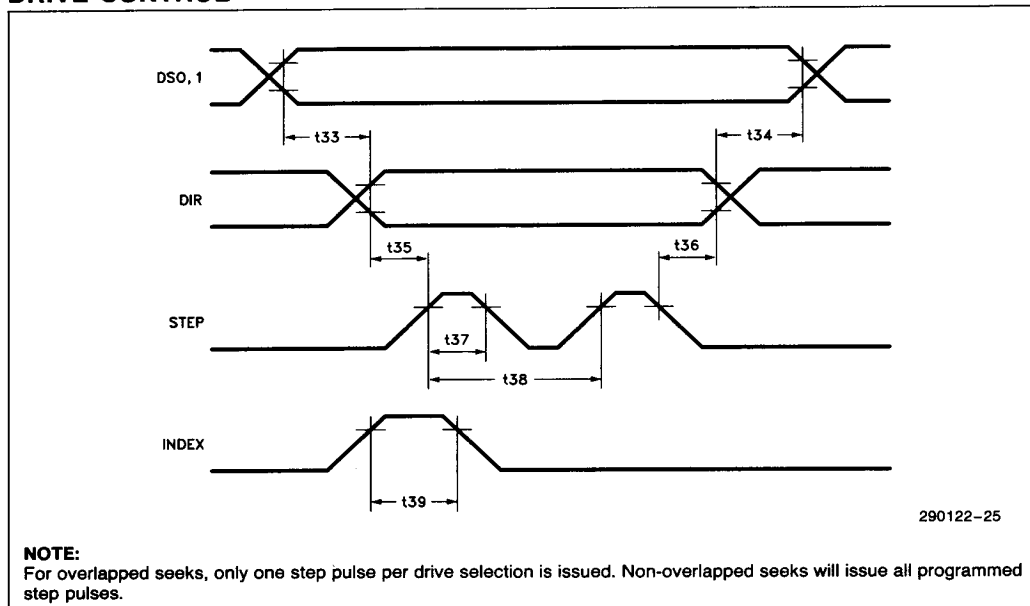 DRIVE CONTROL
DSO, 1
t33
t34
DIR
t35
t36
STEP
t37
t38
INDEX
t39
290122-25
NOTE:
For overlapped seeks, only one step pulse per drive selection is issued. Non-overlapped seeks will issue all programmed
step pulses.